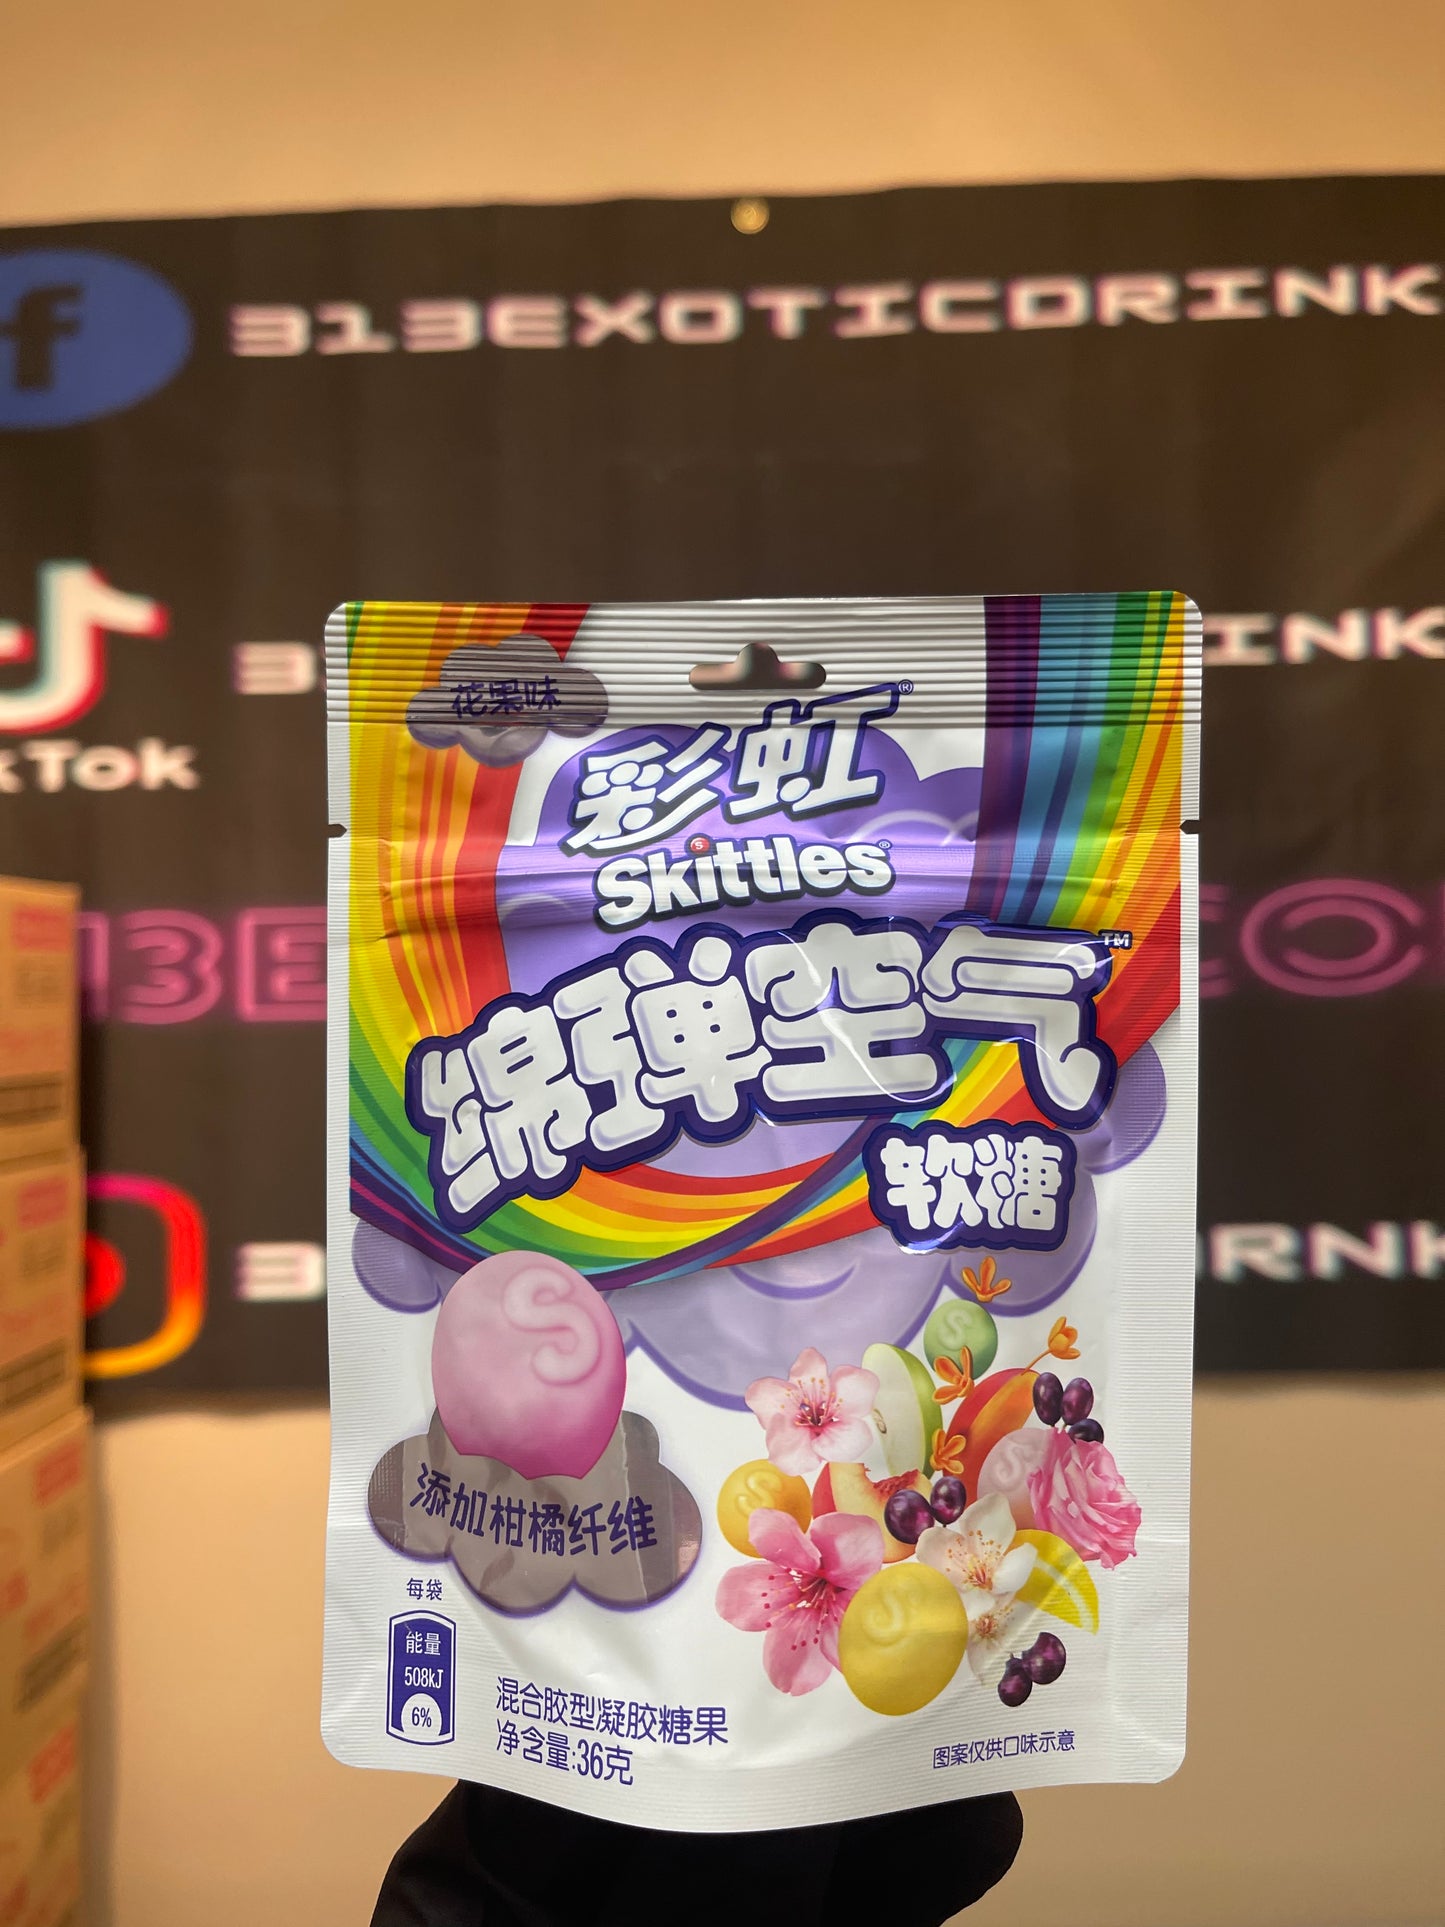 f
313EXOTICDRINK
TikTok
花果味
彩虹®
Skittles®
绵弹空气™
软糖
S
添加柑橘纤维
每袋
能量
508kJ
6%
混合胶型凝胶糖果
净含量:36克
图案仅供口味示意